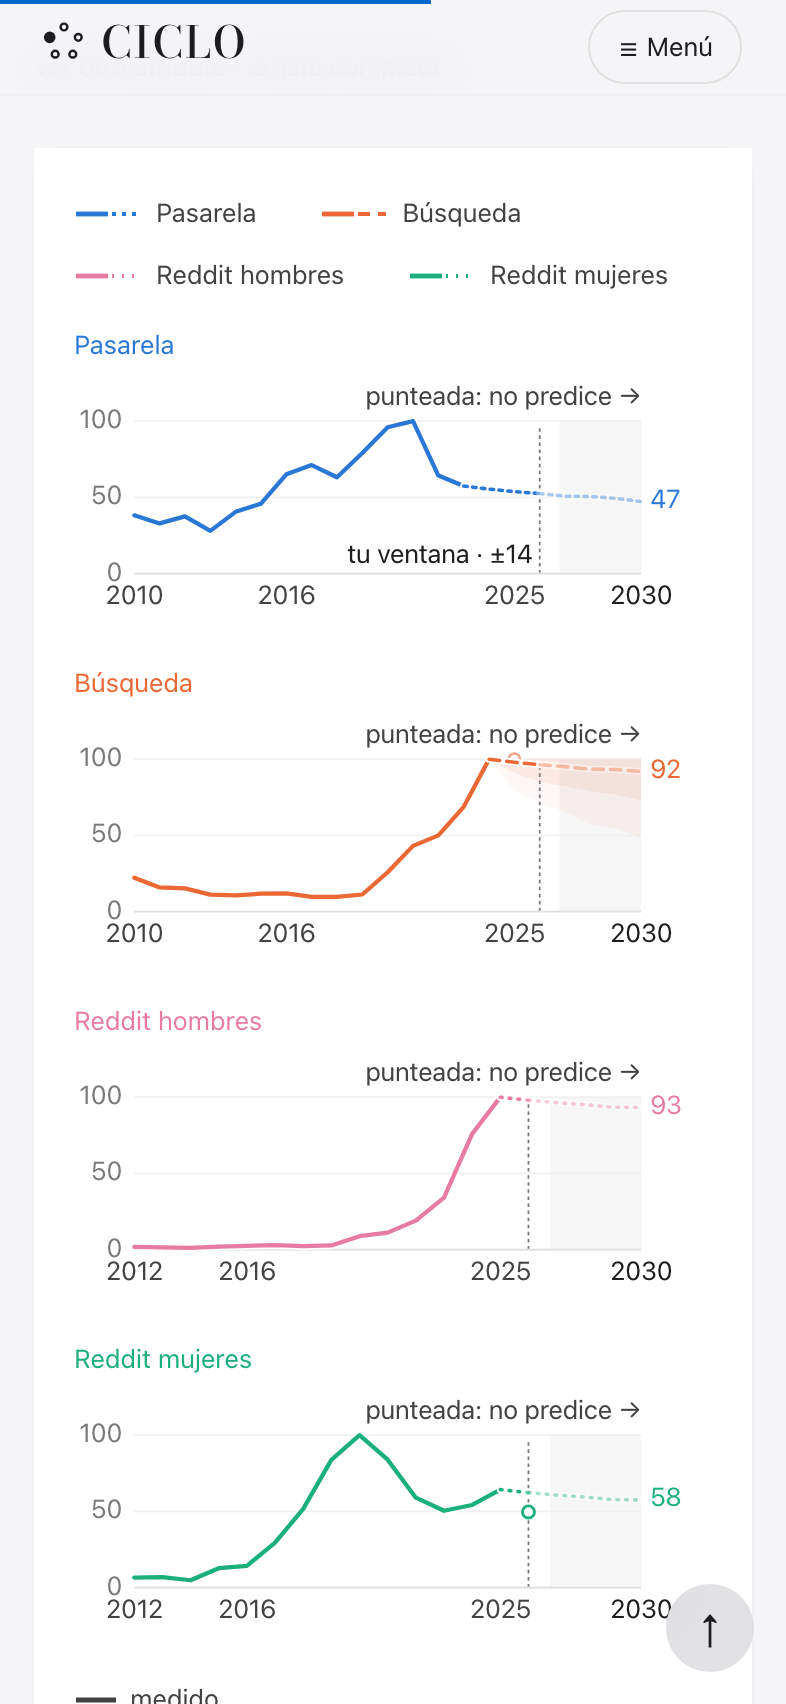 CICLO
≡ Menú
Pasarela
Búsqueda
Reddit hombres
Reddit mujeres
Pasarela
punteada: no predice →
100
50
47
tu ventana · ±14
0
2010 2016 2025 2030
Búsqueda
punteada: no predice →
100
92
50
0
2010 2016 2025 2030
Reddit hombres
punteada: no predice →
100
93
50
0
2012 2016 2025 2030
Reddit mujeres
punteada: no predice →
100
58
50
0
2012 2016 2025 2030
↑
medido